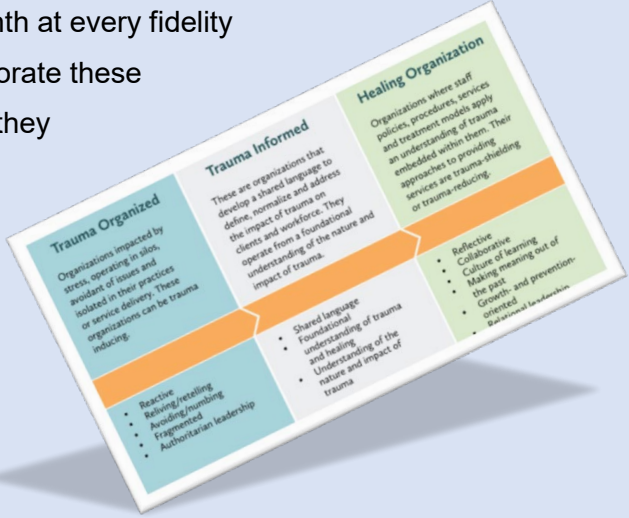 nth at every fidelity
orate these
they
Trauma Organized
Organizations impacted by
stress, operating in silos,
avoidant of issues and
isolated in their practices
or service delivery. These
organizations can be trauma
inducing.
• Reactive
• Reliving/retelling
• Avoiding/numbing
• Fragmented
• Authoritarian leadership
Trauma Informed
These are organizations that
develop a shared language to
define, normalize and address
the impact of trauma on
clients and workforce. They
operate from a foundational
understanding of the nature and
impact of trauma.
• Shared language
• Foundational
understanding of trauma
and healing
• Understanding of the
nature and impact of
trauma
Healing Organization
Organizations where staff
policies, procedures, services
and treatment models apply
an understanding of trauma
embedded within them. Their
approaches to providing
services are trauma-shielding
or trauma-reducing.
• Reflective
• Collaborative
• Culture of learning
• Making meaning out of
the past
• Growth- and prevention-
oriented
• Relational leadership